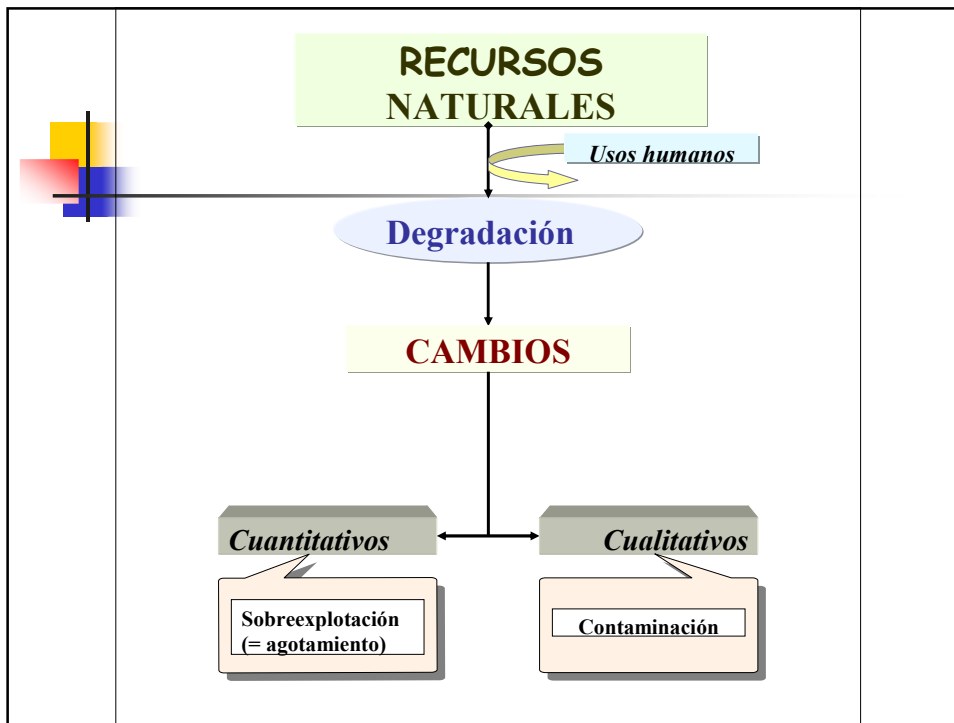 RECURSOS
NATURALES
Usos humanos
Degradación
CAMBIOS
Cuantitativos
Cualitativos
Sobreexplotación
(= agotamiento)
Contaminación